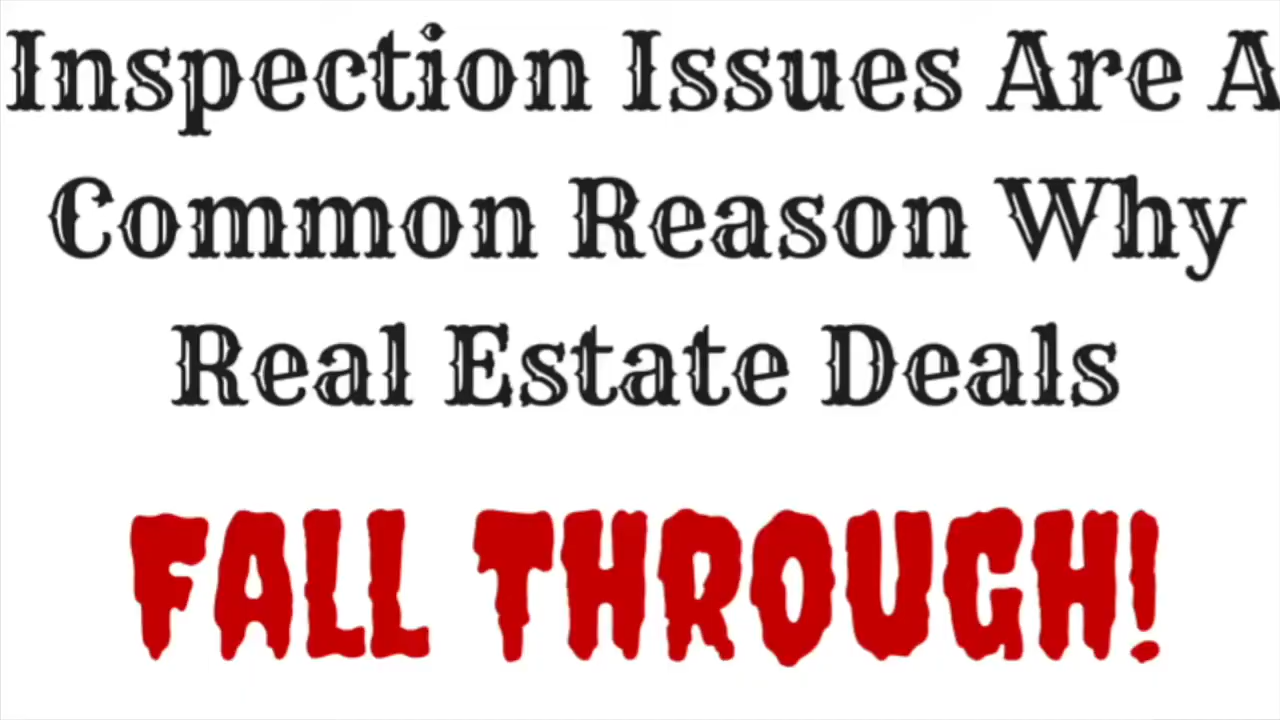 Inspection Issues Are A
Common Reason Why
Real Estate Deals
FALL THROUGH!